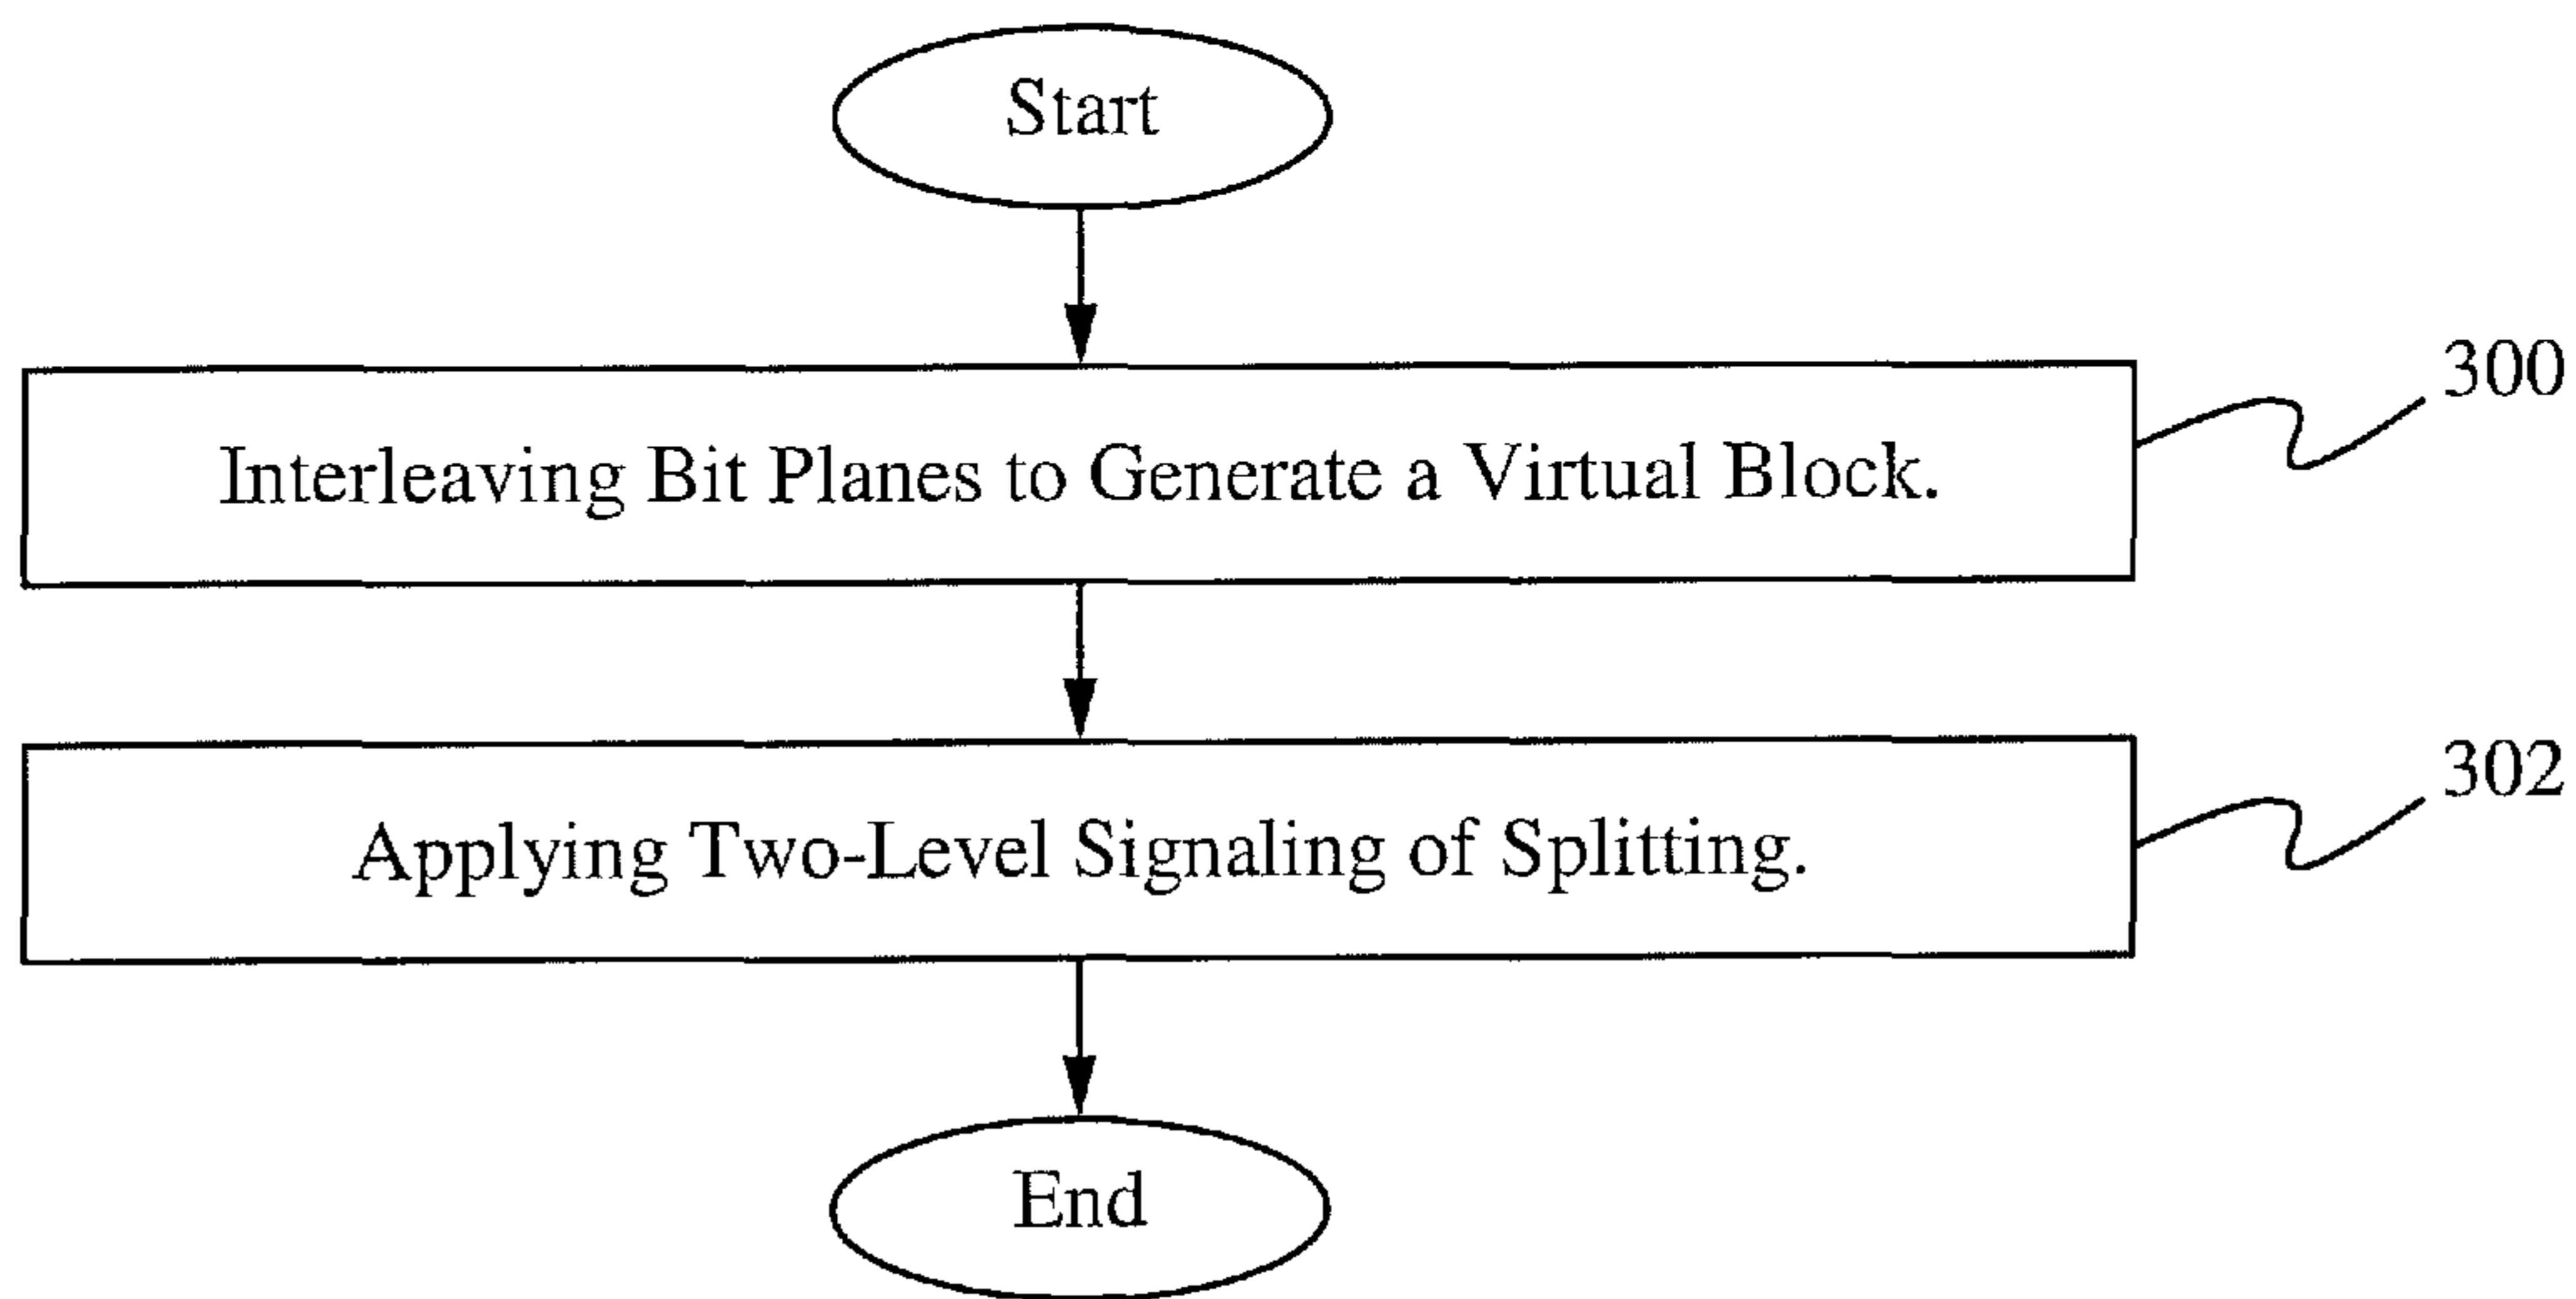 Start
300
Interleaving Bit Planes to Generate a Virtual Block.
302
Applying Two-Level Signaling of Splitting.
End